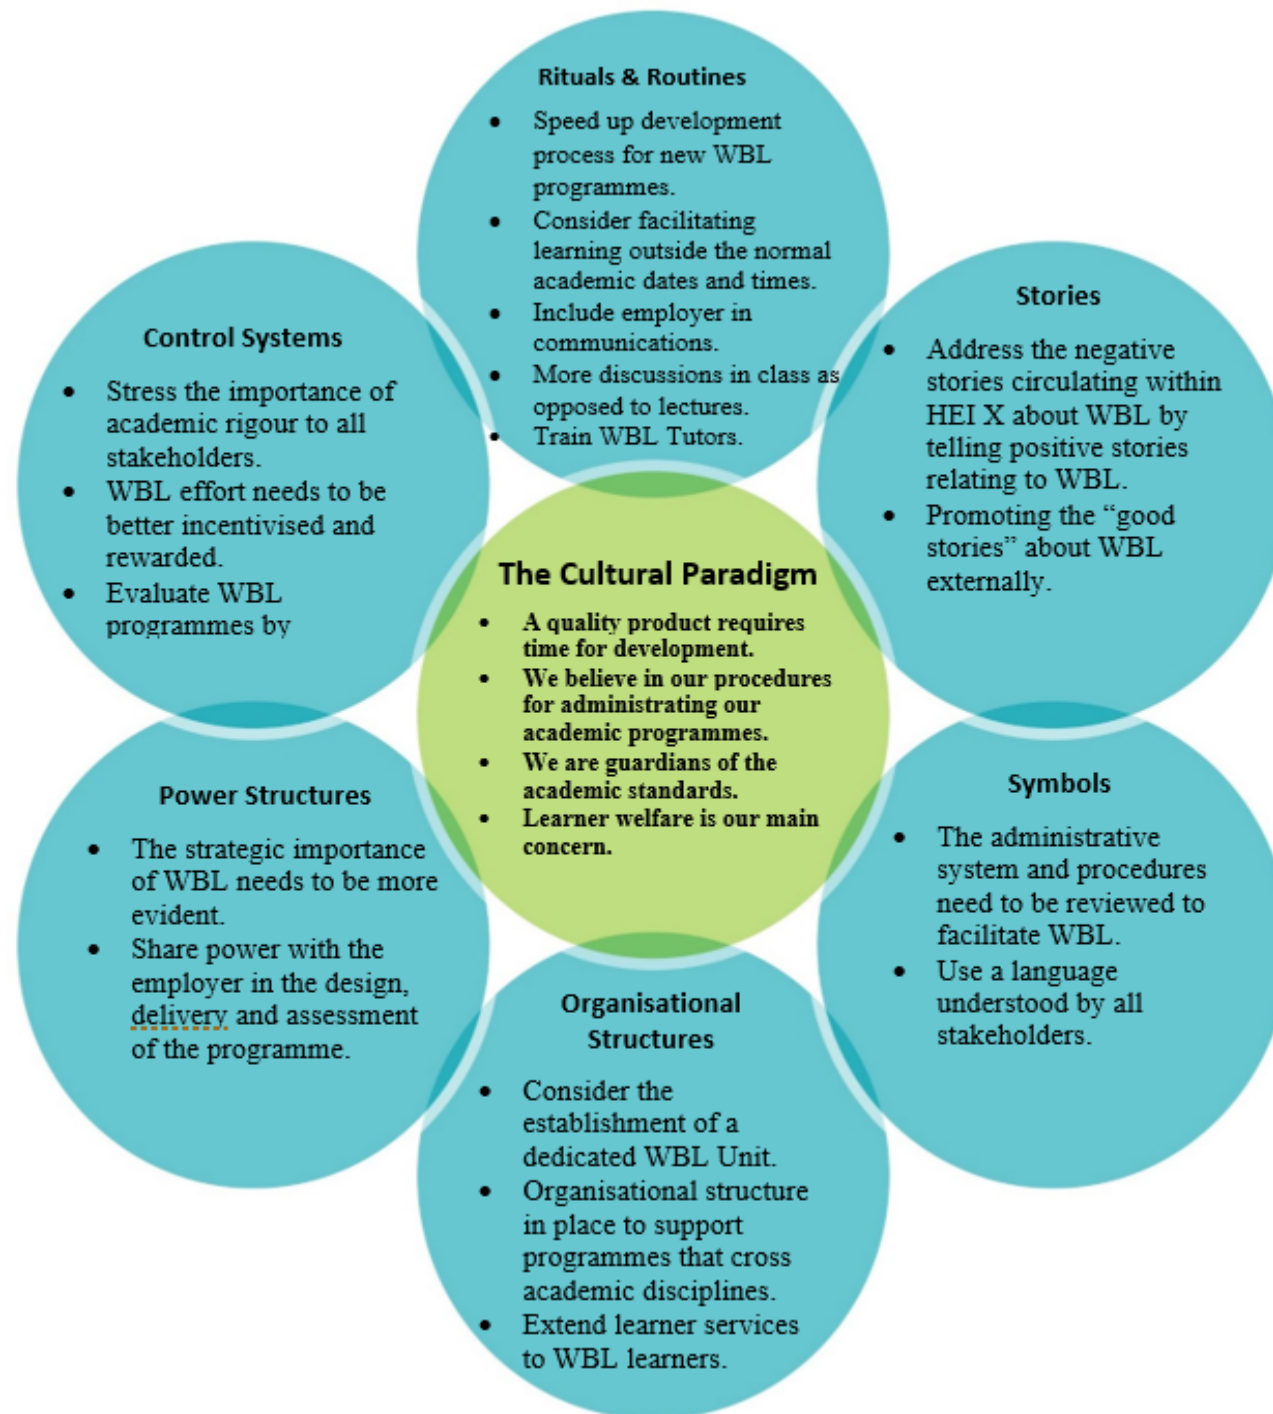 Rituals & Routines
• Speed up development
process for new WBL
programmes.
• Consider facilitating
learning outside the normal
academic dates and times.
• Include employer in
communications.
• More discussions in class as
opposed to lectures.
• Train WBL Tutors.
Stories
• Address the negative
stories circulating within
HEI X about WBL by
telling positive stories
relating to WBL.
• Promoting the “good
stories” about WBL
externally.
Symbols
• The administrative
system and procedures
need to be reviewed to
facilitate WBL.
• Use a language
understood by all
stakeholders.
Organisational
Structures
• Consider the
establishment of a
dedicated WBL Unit.
• Organisational structure
in place to support
programmes that cross
academic disciplines.
• Extend learner services
to WBL learners.
Power Structures
• The strategic importance
of WBL needs to be more
evident.
• Share power with the
employer in the design,
delivery and assessment
of the programme.
Control Systems
• Stress the importance of
academic rigour to all
stakeholders.
• WBL effort needs to be
better incentivised and
rewarded.
• Evaluate WBL
programmes by
The Cultural Paradigm
• A quality product requires
time for development.
• We believe in our procedures
for administrating our
academic programmes.
• We are guardians of the
academic standards.
• Learner welfare is our main
concern.